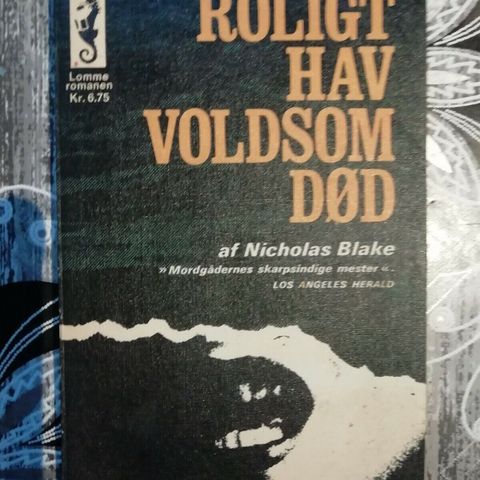 Lomme
romanen
Kr. 6,75
ROLIGT
HAV
VOLDSOM
DØD
af Nicholas Blake
»Mordgådernes skarpsindige mester«.
LOS ANGELES HERALD